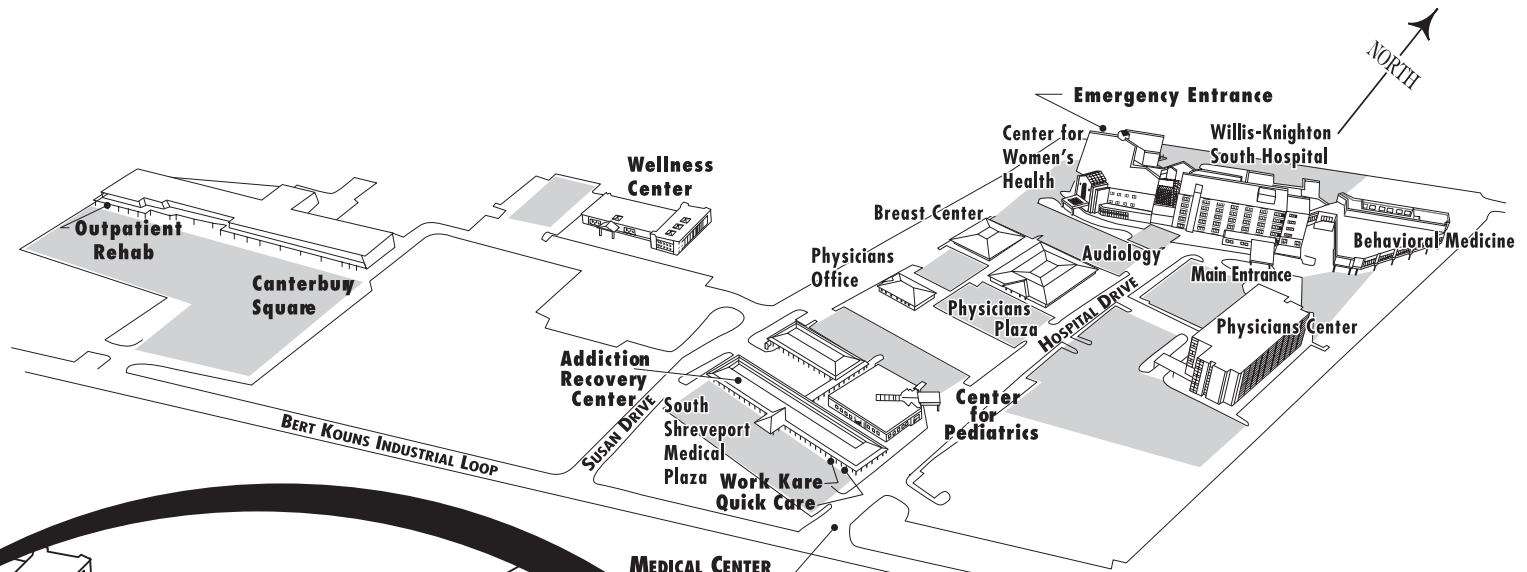 NORTH
Emergency Entrance
Center for
Women's
Health
Willis-Knighton
South Hospital
Wellness
Center
Breast Center
Outpatient
Rehab
Behavioral Medicine
Audiology
Physicians
Office
Main Entrance
Canterbury
Square
Physicians
Plaza
HOSPITAL DRIVE
Physicians Center
Addiction
Recovery
Center
Center
for
Pediatrics
South
Shreveport
Medical
Plaza
SUSAN DRIVE
BERT KOUNS INDUSTRIAL LOOP
Work Kare
Quick Care
MEDICAL CENTER